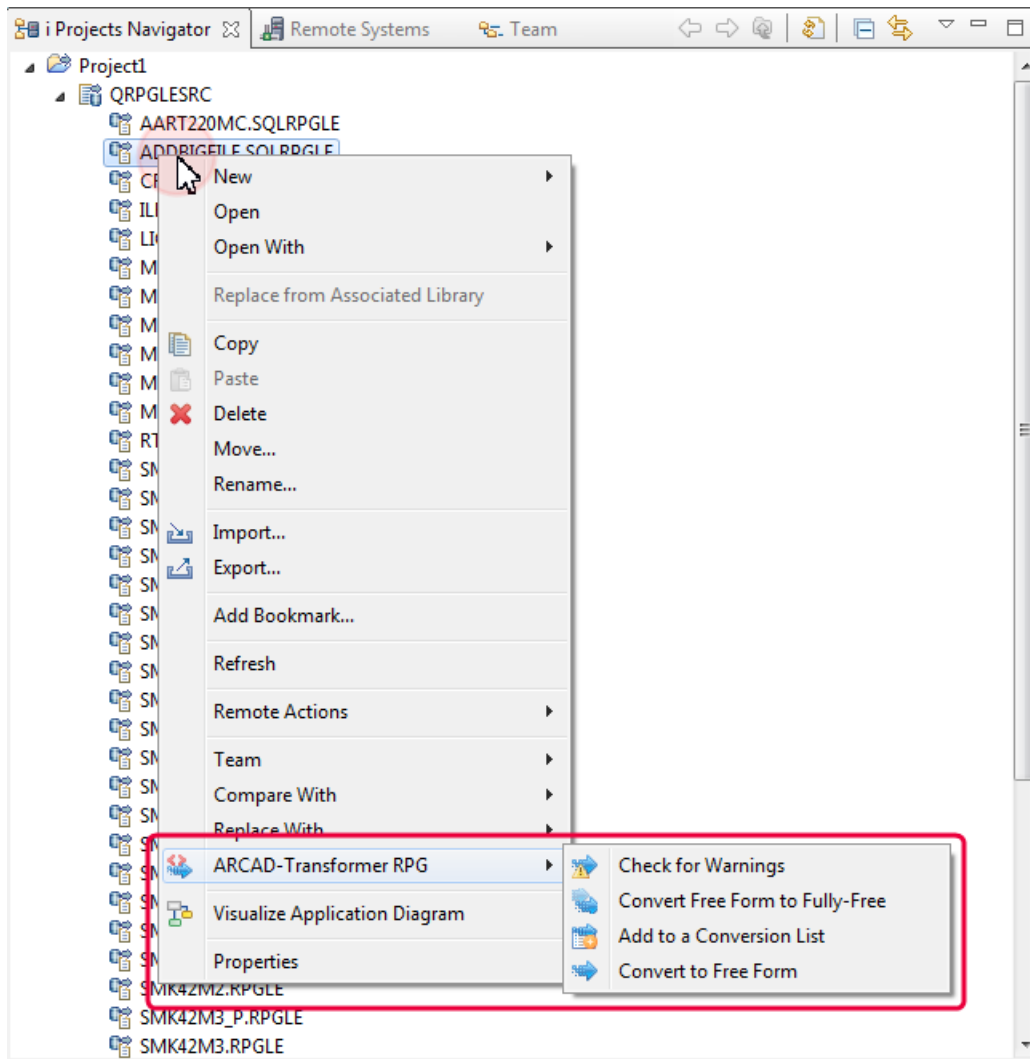 i Projects Navigator
Remote Systems
Team
Project1
QRPGLESRC
AART220MC.SQLRPGLE
ADDBIGFILE.SQLRPGLE
New
Open
Open With
Replace from Associated Library
Copy
Paste
Delete
Move...
Rename...
Import...
Export...
Add Bookmark...
Refresh
Remote Actions
Team
Compare With
Replace With
ARCAD-Transformer RPG
Visualize Application Diagram
Properties
Check for Warnings
Convert Free Form to Fully-Free
Add to a Conversion List
Convert to Free Form
SMK42M2.RPGLE
SMK42M3_P.RPGLE
SMK42M3.RPGLE